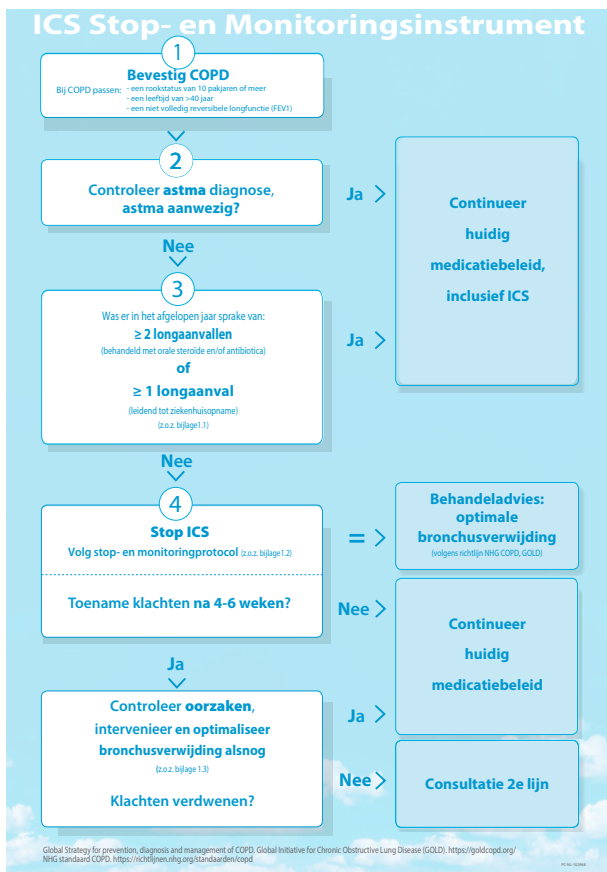 ICS Stop- en Monitoringsinstrument
1
Bevestig COPD
Bij COPD passen: - een rookstatus van 10 pakjaren of meer
- een leeftijd van >40 jaar
- een niet volledig reversibele longfunctie (FEV1)
2
Controleer astma diagnose,
astma aanwezig?
Ja >
Continueer
huidig
medicatiebeleid,
inclusief ICS
Nee
3
Was er in het afgelopen jaar sprake van:
≥ 2 longaanvallen
(behandeld met orale steroïde en/of antibiotica)
of
≥ 1 longaanval
(leidend tot ziekenhuisopname)
(z.o.z. bijlage1.1)
Ja >
Nee
4
Stop ICS
Volg stop- en monitoringprotocol (z.o.z. bijlage1.2)
= >
Behandeladvies:
optimale
bronchusverwijding
(volgens richtlijn NHG COPD, GOLD)
Toename klachten na 4-6 weken?
Nee >
Continueer
huidig
medicatiebeleid
Ja
Controleer oorzaken,
intervenieer en optimaliseer
bronchusverwijding alsnog
(z.o.z. bijlage 1.3)
Klachten verdwenen?
Ja >
Nee >
Consultatie 2e lijn
Global Strategy for prevention, diagnosis and management of COPD. Global Initiative for Chronic Obstructive Lung Disease (GOLD). https://goldcopd.org/
NHG standaard COPD. https://richtlijnen.nhg.org/standaarden/copd